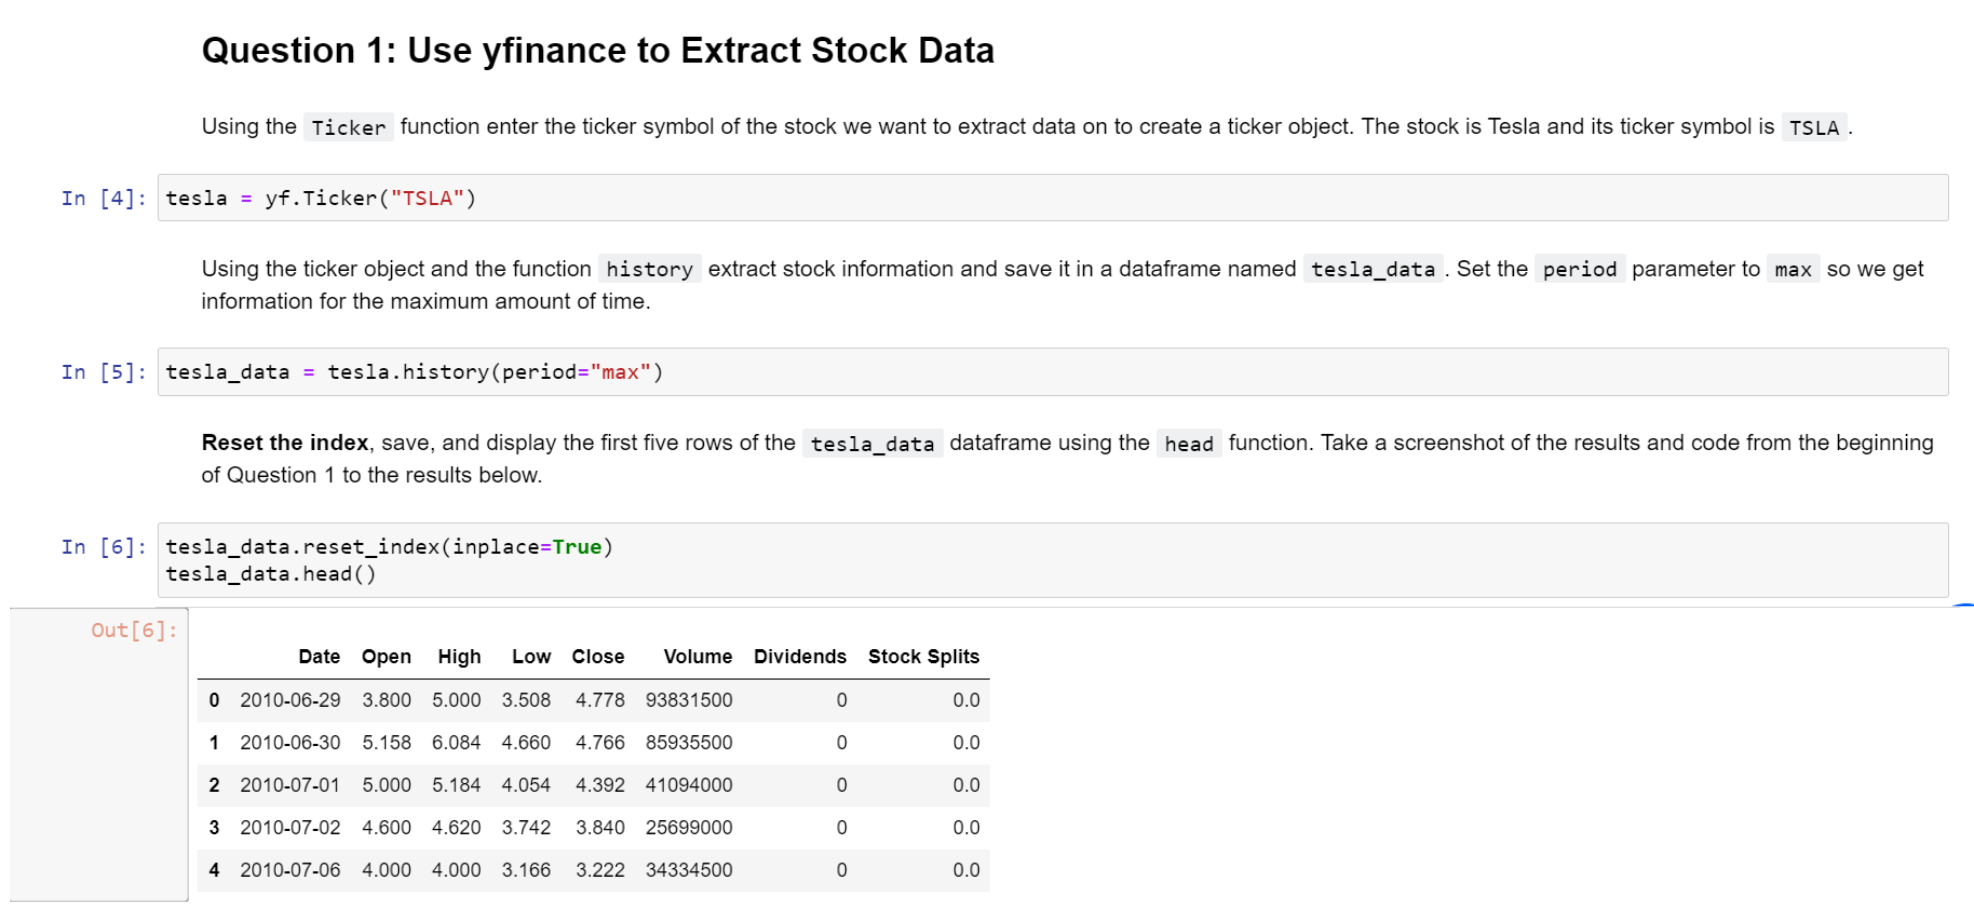 Question 1: Use yfinance to Extract Stock Data
Using the Ticker function enter the ticker symbol of the stock we want to extract data on to create a ticker object. The stock is Tesla and its ticker symbol is TSLA .
In [4]: tesla = yf.Ticker("TSLA")
Using the ticker object and the function history extract stock information and save it in a dataframe named tesla_data . Set the period parameter to max so we get
information for the maximum amount of time.
In [5]: tesla_data = tesla.history(period="max")
Reset the index, save, and display the first five rows of the tesla_data dataframe using the head function. Take a screenshot of the results and code from the beginning
of Question 1 to the results below.
In [6]: tesla_data.reset_index(inplace=True)
tesla_data.head()
Out[6]:
Date Open High Low Close Volume Dividends Stock Splits
0 2010-06-29 3.800 5.000 3.508 4.778 93831500 0 0.0
1 2010-06-30 5.158 6.084 4.660 4.766 85935500 0 0.0
2 2010-07-01 5.000 5.184 4.054 4.392 41094000 0 0.0
3 2010-07-02 4.600 4.620 3.742 3.840 25699000 0 0.0
4 2010-07-06 4.000 4.000 3.166 3.222 34334500 0 0.0